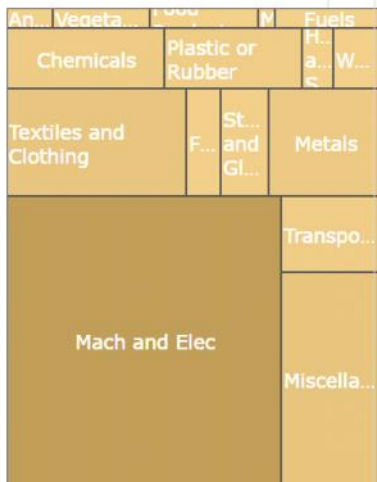 An...
Vegeta...
Food
M
Fuels
Chemicals
Plastic or
Rubber
H...
a...
S...
W...
Textiles and
Clothing
F...
St...
and
Gl...
Metals
Mach and Elec
Transpo...
Miscella...